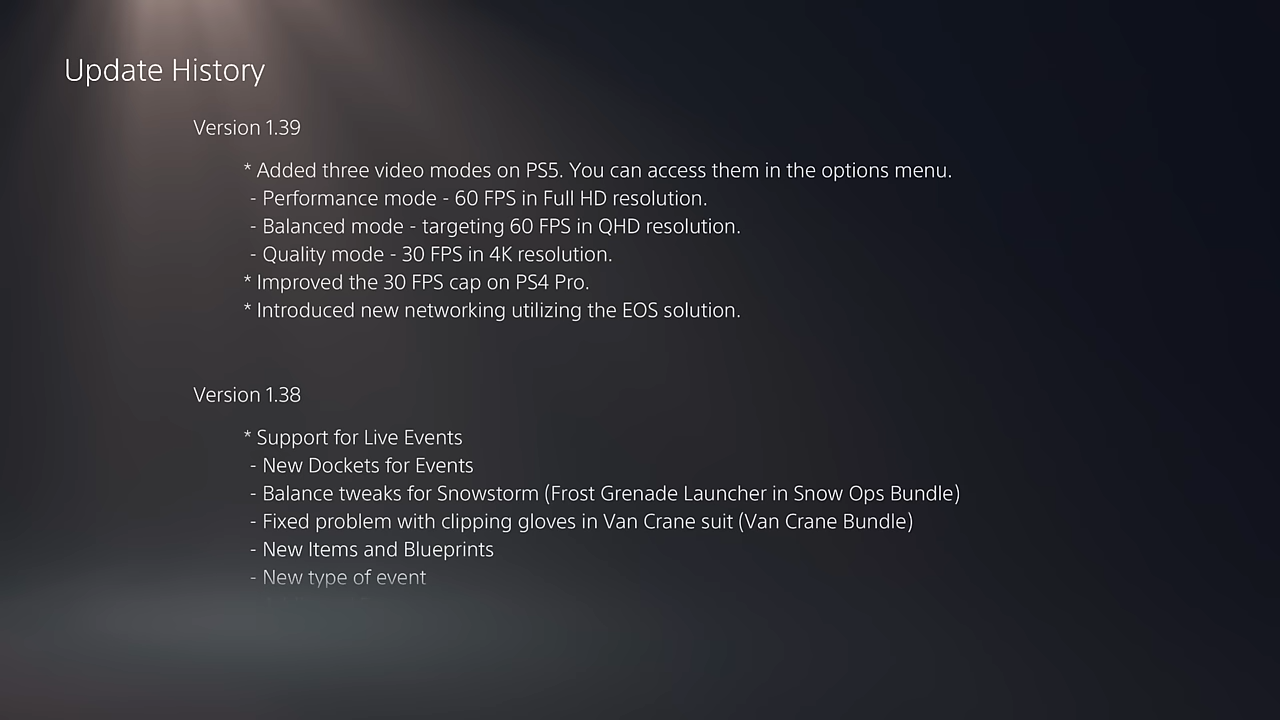 Update History
Version 1.39
* Added three video modes on PS5. You can access them in the options menu.
- Performance mode - 60 FPS in Full HD resolution.
- Balanced mode - targeting 60 FPS in QHD resolution.
- Quality mode - 30 FPS in 4K resolution.
* Improved the 30 FPS cap on PS4 Pro.
* Introduced new networking utilizing the EOS solution.
Version 1.38
* Support for Live Events
- New Dockets for Events
- Balance tweaks for Snowstorm (Frost Grenade Launcher in Snow Ops Bundle)
- Fixed problem with clipping gloves in Van Crane suit (Van Crane Bundle)
- New Items and Blueprints
- New type of event